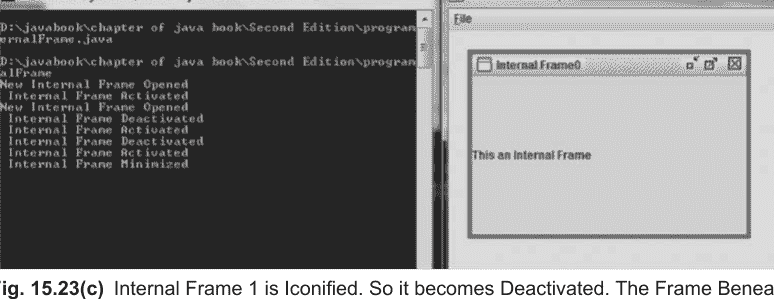 D:\javabook\chapter of java book\Second Edition\program
ernalFrame.java
D:\javabook\chapter of java book\Second Edition\program
alFrame
New Internal Frame Opened
Internal Frame Activated
New Internal Frame Opened
Internal Frame Deactivated
Internal Frame Activated
Internal Frame Deactivated
Internal Frame Activated
Internal Frame Minimized
File
Internal Frame0
This an Internal Frame
ig. 15.23(c) Internal Frame 1 is Iconified. So it becomes Deactivated. The Frame Benea